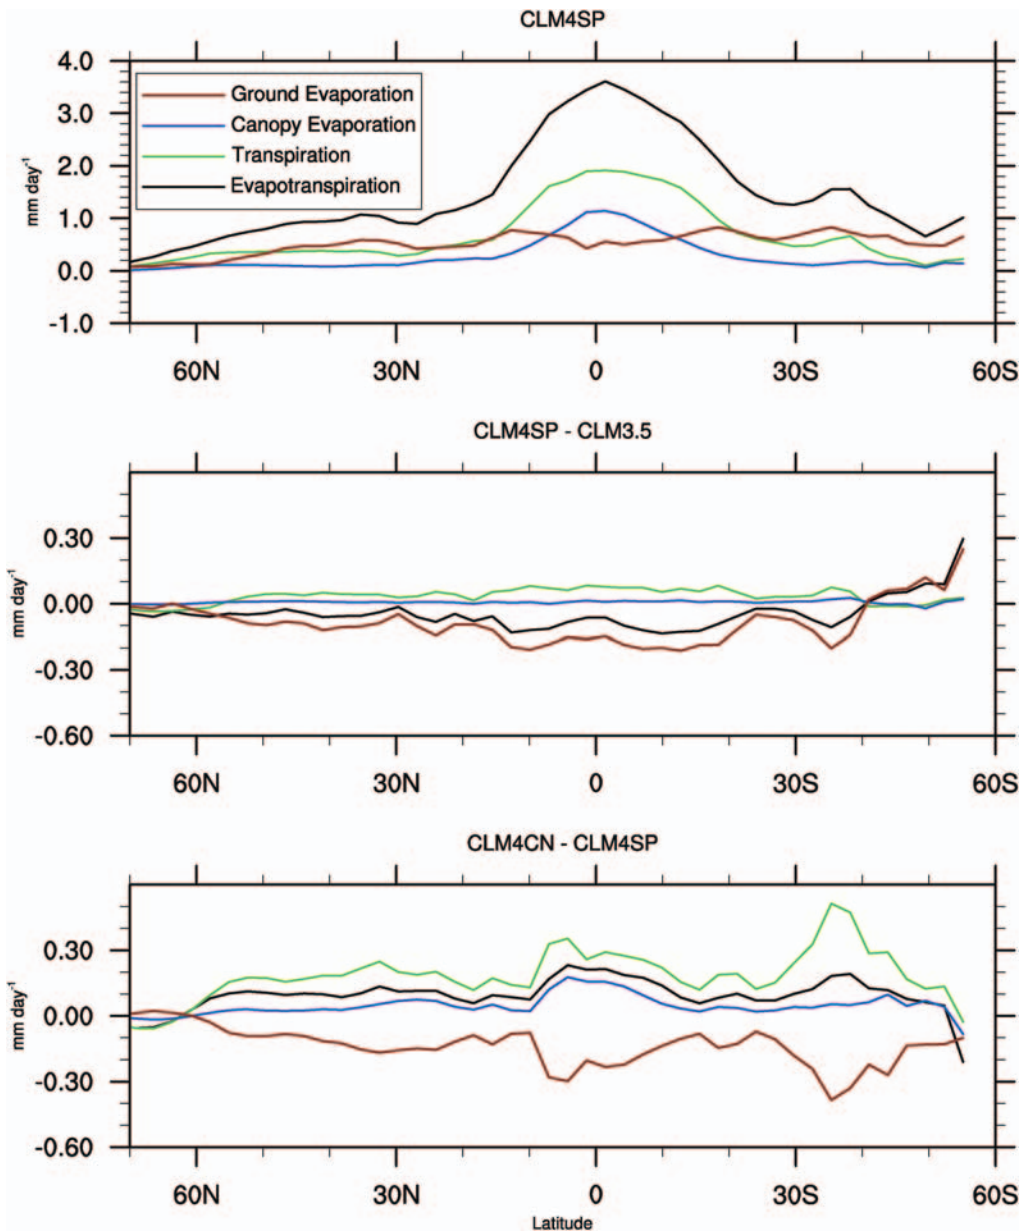 CLM4SP
4.0
3.0
2.0
1.0
0.0
-1.0
mm day⁻¹
Ground Evaporation
Canopy Evaporation
Transpiration
Evapotranspiration
60N 30N 0 30S 60S
CLM4SP - CLM3.5
0.30
0.00
-0.30
-0.60
mm day⁻¹
60N 30N 0 30S 60S
CLM4CN - CLM4SP
0.30
0.00
-0.30
-0.60
mm day⁻¹
60N 30N 0 30S 60S
Latitude